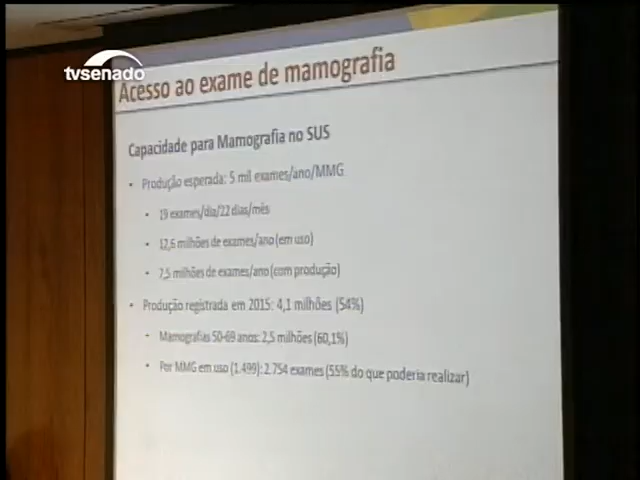 tvsenado
Acesso ao exame de mamografia
Capacidade para Mamografia no SUS
• Produção esperada: 5 mil exames/ano/MMG
• 19 exames/dia/22 dias/mês
• 12,6 milhões de exames/ano (em uso)
• 7,5 milhões de exames/ano (com produção)
• Produção registrada em 2015: 4,1 milhões (54%)
• Mamografias 50-69 anos: 2,5 milhões (60,1%)
• Por MMG em uso (1.499): 2.754 exames (55% do que poderia realizar)